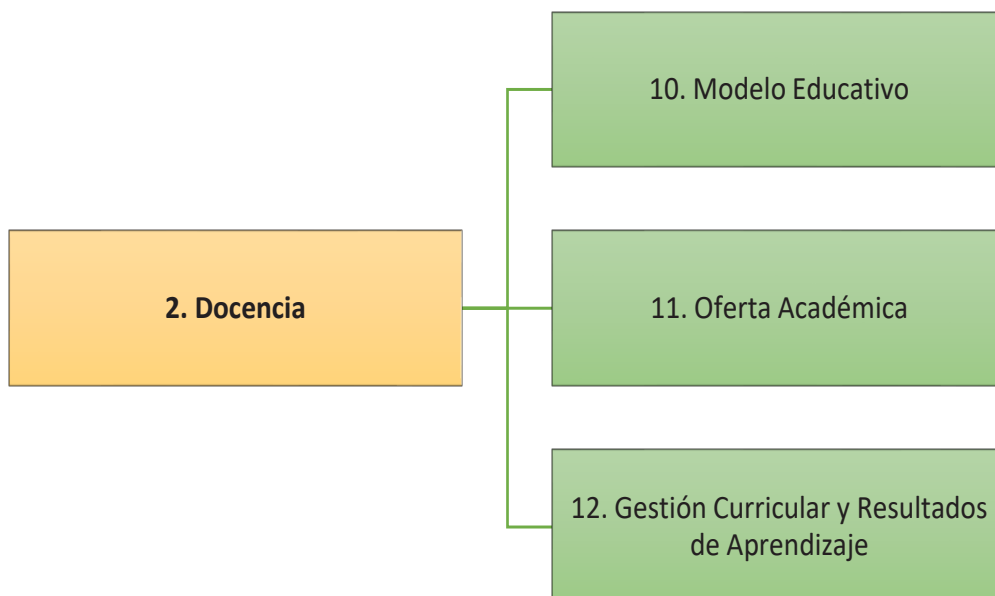 10. Modelo Educativo
2. Docencia
11. Oferta Académica
12. Gestión Curricular y Resultados
de Aprendizaje